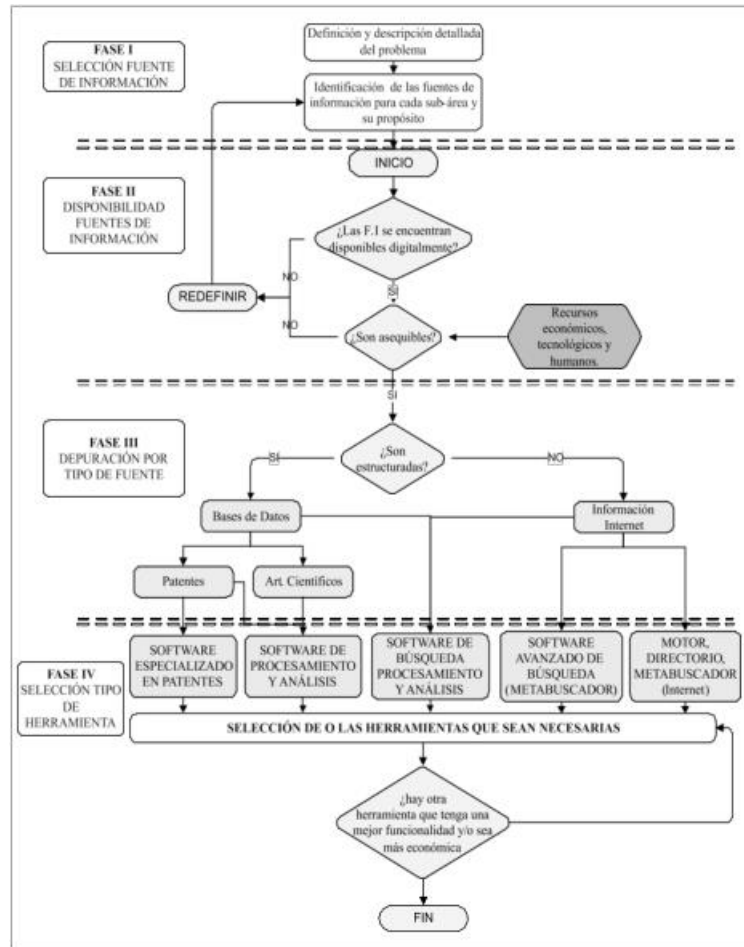 FASE I
SELECCIÓN FUENTE
DE INFORMACIÓN
Definición y descripción detallada
del problema
Identificación de las fuentes de
información para cada sub-área y
su propósito
INICIO
FASE II
DISPONIBILIDAD
FUENTES DE
INFORMACIÓN
¿Las F.I se encuentran
disponibles digitalmente?
NO
SI
REDEFINIR
NO
¿Son asequibles?
Recursos
económicos,
tecnológicos y
humanos.
SI
FASE III
DEPURACIÓN POR
TIPO DE FUENTE
¿Son
estructuradas?
SI
NO
Bases de Datos
Información
Internet
Patentes
Art. Científicos
FASE IV
SELECCIÓN TIPO
DE
HERRAMIENTA
SOFTWARE
ESPECIALIZADO
EN PATENTES
SOFTWARE DE
PROCESAMIENTO
Y ANÁLISIS
SOFTWARE DE
BÚSQUEDA
PROCESAMIENTO
Y ANÁLISIS
SOFTWARE
AVANZADO DE
BÚSQUEDA
(METABUSCADOR)
MOTOR,
DIRECTORIO,
METABUSCADOR
(Internet)
SELECCIÓN DE O LAS HERRAMIENTAS QUE SEAN NECESARIAS
¿hay otra
herramienta que tenga una
mejor funcionalidad y/o sea
más económica
FIN